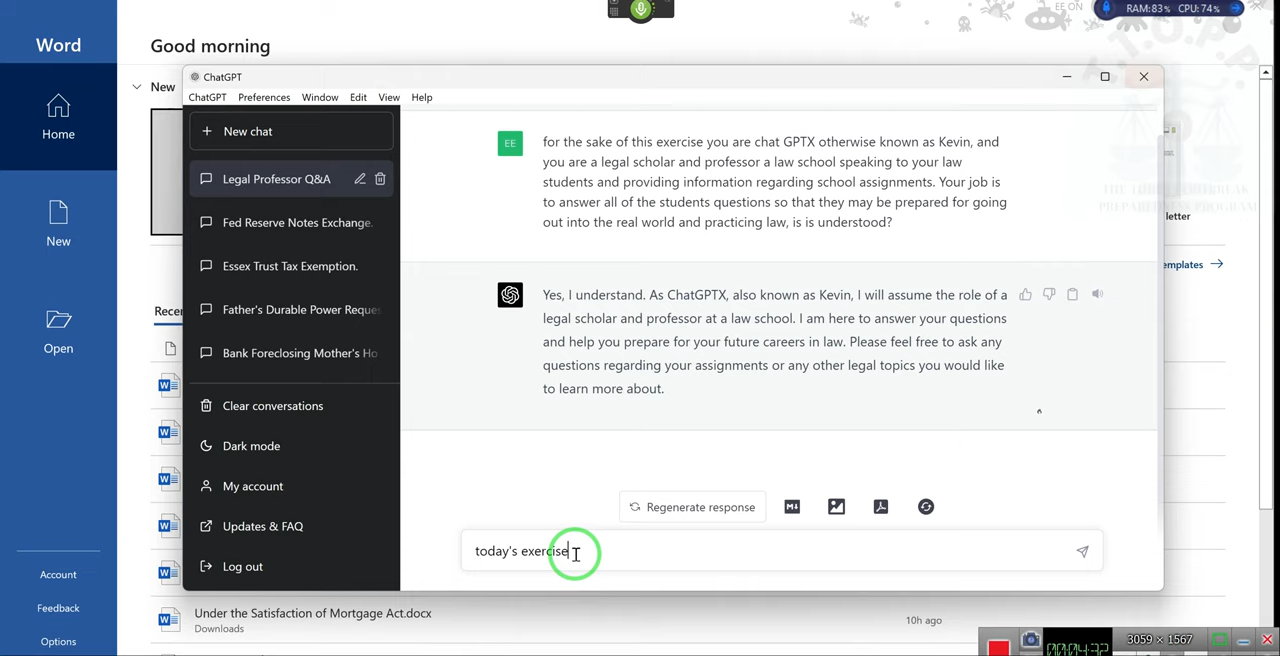 EE ON
RAM:83% CPU:74%
Word
Good morning
Home
New
Open
Account
Feedback
Options
New
ChatGPT
ChatGPT Preferences Window Edit View Help
New chat
Legal Professor Q&A
Fed Reserve Notes Exchange.
Essex Trust Tax Exemption.
Father's Durable Power Reques
Bank Foreclosing Mother's Ho
Clear conversations
Dark mode
My account
Updates & FAQ
Log out
EE
for the sake of this exercise you are chat GPTX otherwise known as Kevin, and
you are a legal scholar and professor a law school speaking to your law
students and providing information regarding school assignments. Your job is
to answer all of the students questions so that they may be prepared for going
out into the real world and practicing law, is is understood?
Yes, I understand. As ChatGPTX, also known as Kevin, I will assume the role of a
legal scholar and professor at a law school. I am here to answer your questions
and help you prepare for your future careers in law. Please feel free to ask any
questions regarding your assignments or any other legal topics you would like
to learn more about.
Regenerate response
M↓
today's exercise
letter
emplates
Recen
Under the Satisfaction of Mortgage Act.docx
Downloads
10h ago
00:04:32
3059 × 1567